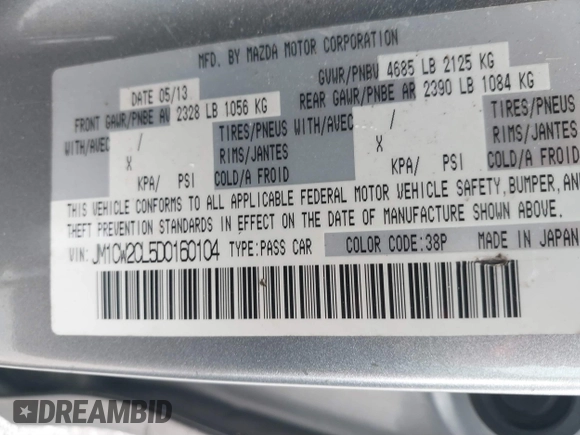 MFD. BY MAZDA MOTOR CORPORATION
DATE 05/13 GVWR/PNBV 4685 LB 2125 KG
FRONT GAWR/PNBE AV 2328 LB 1056 KG REAR GAWR/PNBE AR 2390 LB 1084 KG
WITH/AVEC / TIRES/PNEUS WITH/AVEC / TIRES/PNEUS
X RIMS/JANTES X RIMS/JANTES
KPA/ PSI COLD/A FROID KPA/ PSI COLD/A FROID
THIS VEHICLE CONFORMS TO ALL APPLICABLE FEDERAL MOTOR VEHICLE SAFETY, BUMPER, AN
THEFT PREVENTION STANDARDS IN EFFECT ON THE DATE OF MANUFACTURE SHOWN ABOVE.
VIN: JM1CW2CL5D0160104 TYPE:PASS CAR COLOR CODE:38P MADE IN JAPAN
DREAMBID